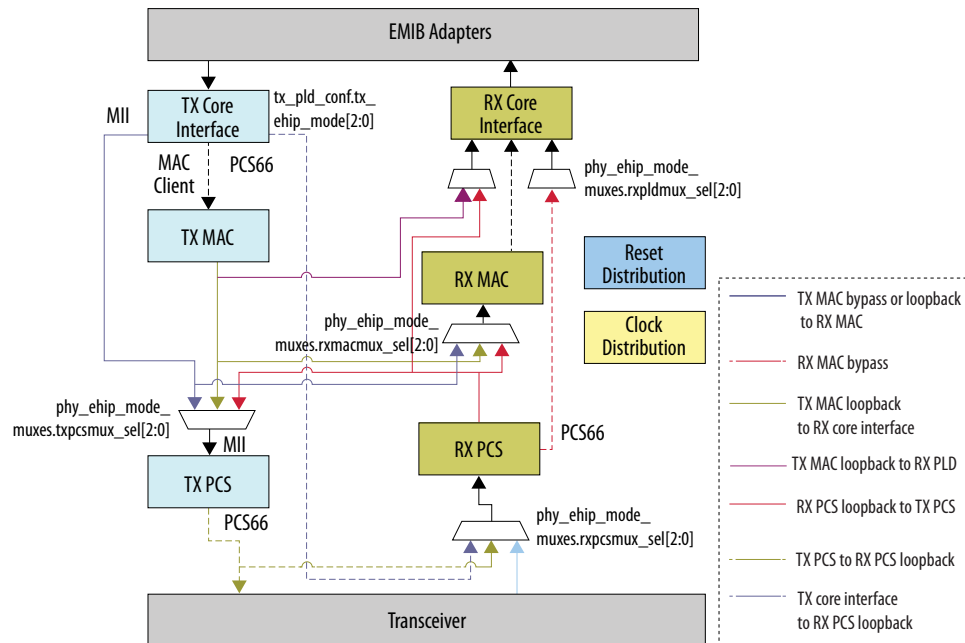 EMIB Adapters
MII
TX Core
Interface
tx_pld_conf.tx_
ehip_mode[2:0]
RX Core
Interface
MAC
Client
PCS66
phy_ehip_mode_
muxes.rxpldmux_sel[2:0]
TX MAC
RX MAC
Reset
Distribution
Clock
Distribution
phy_ehip_mode_
muxes.rxmacmux_sel[2:0]
phy_ehip_mode_
muxes.txpcsmux_sel[2:0]
MII
RX PCS
PCS66
TX PCS
PCS66
phy_ehip_mode_
muxes.rxpcsmux_sel[2:0]
Transceiver
TX MAC bypass or loopback
to RX MAC
RX MAC bypass
TX MAC loopback
to RX core interface
TX MAC loopback to RX PLD
RX PCS loopback to TX PCS
TX PCS to RX PCS loopback
TX core interface
to RX PCS loopback